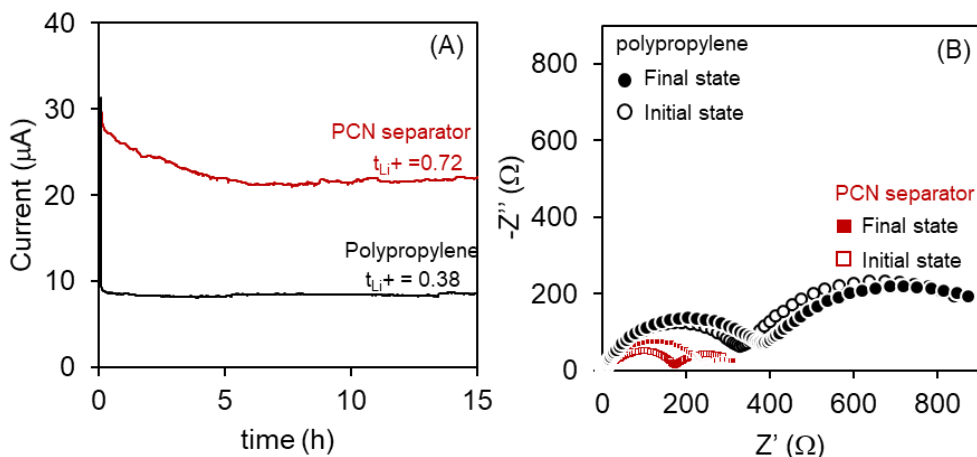 (A)
40
30
20
10
0
Current (μA)
PCN separator
tLi+ =0.72
Polypropylene
tLi+ = 0.38
0 5 10 15
time (h)
(B)
polypropylene
Final state
Initial state
PCN separator
Final state
Initial state
800
600
400
200
0
-Z'' (Ω)
0 200 400 600 800
Z' (Ω)